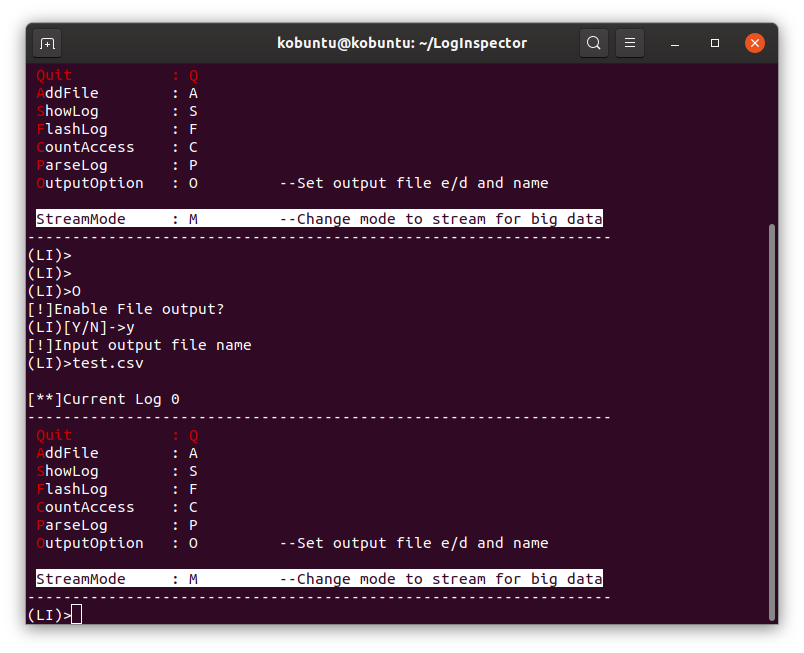 kobuntu@kobuntu: ~/LogInspector
Quit           : Q
AddFile        : A
ShowLog        : S
FlashLog       : F
CountAccess    : C
ParseLog       : P
OutputOption   : O         --Set output file e/d and name
StreamMode     : M         --Change mode to stream for big data
-----------------------------------------------------------------
(LI)>
(LI)>
(LI)>O
[!]Enable File output?
(LI)[Y/N]->y
[!]Input output file name
(LI)>test.csv
[**]Current Log 0
-----------------------------------------------------------------
Quit           : Q
AddFile        : A
ShowLog        : S
FlashLog       : F
CountAccess    : C
ParseLog       : P
OutputOption   : O         --Set output file e/d and name
StreamMode     : M         --Change mode to stream for big data
-----------------------------------------------------------------
(LI)>